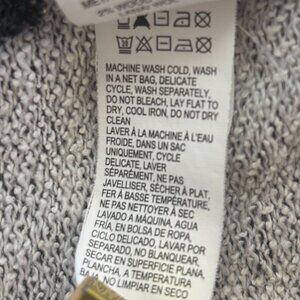 MACHINE WASH COLD, WASH
IN A NET BAG, DELICATE
CYCLE, WASH SEPARATELY,
DO NOT BLEACH, LAY FLAT TO
DRY, COOL IRON, DO NOT DRY
CLEAN
LAVER À LA MACHINE À L'EAU
FROIDE, DANS UN SAC
UNIQUEMENT, CYCLE
DELICATE, LAVER
SÉPARÉMENT, NE PAS
JAVELLISER, SÉCHER À PLAT,
FER À BASSE TEMPÉRATURE,
NE PAS NETTOYER À SEC
LAVADO A MÁQUINA, AGUA
FRÍA, EN BOLSA DE ROPA,
CICLO DELICADO, LAVAR POR
SEPARADO, NO BLANQUEAR,
SECAR EN SUPERFICIE PLANA,
PLANCHA, A TEMPERATURA
BAJA, NO LIMPIAR EN SECO